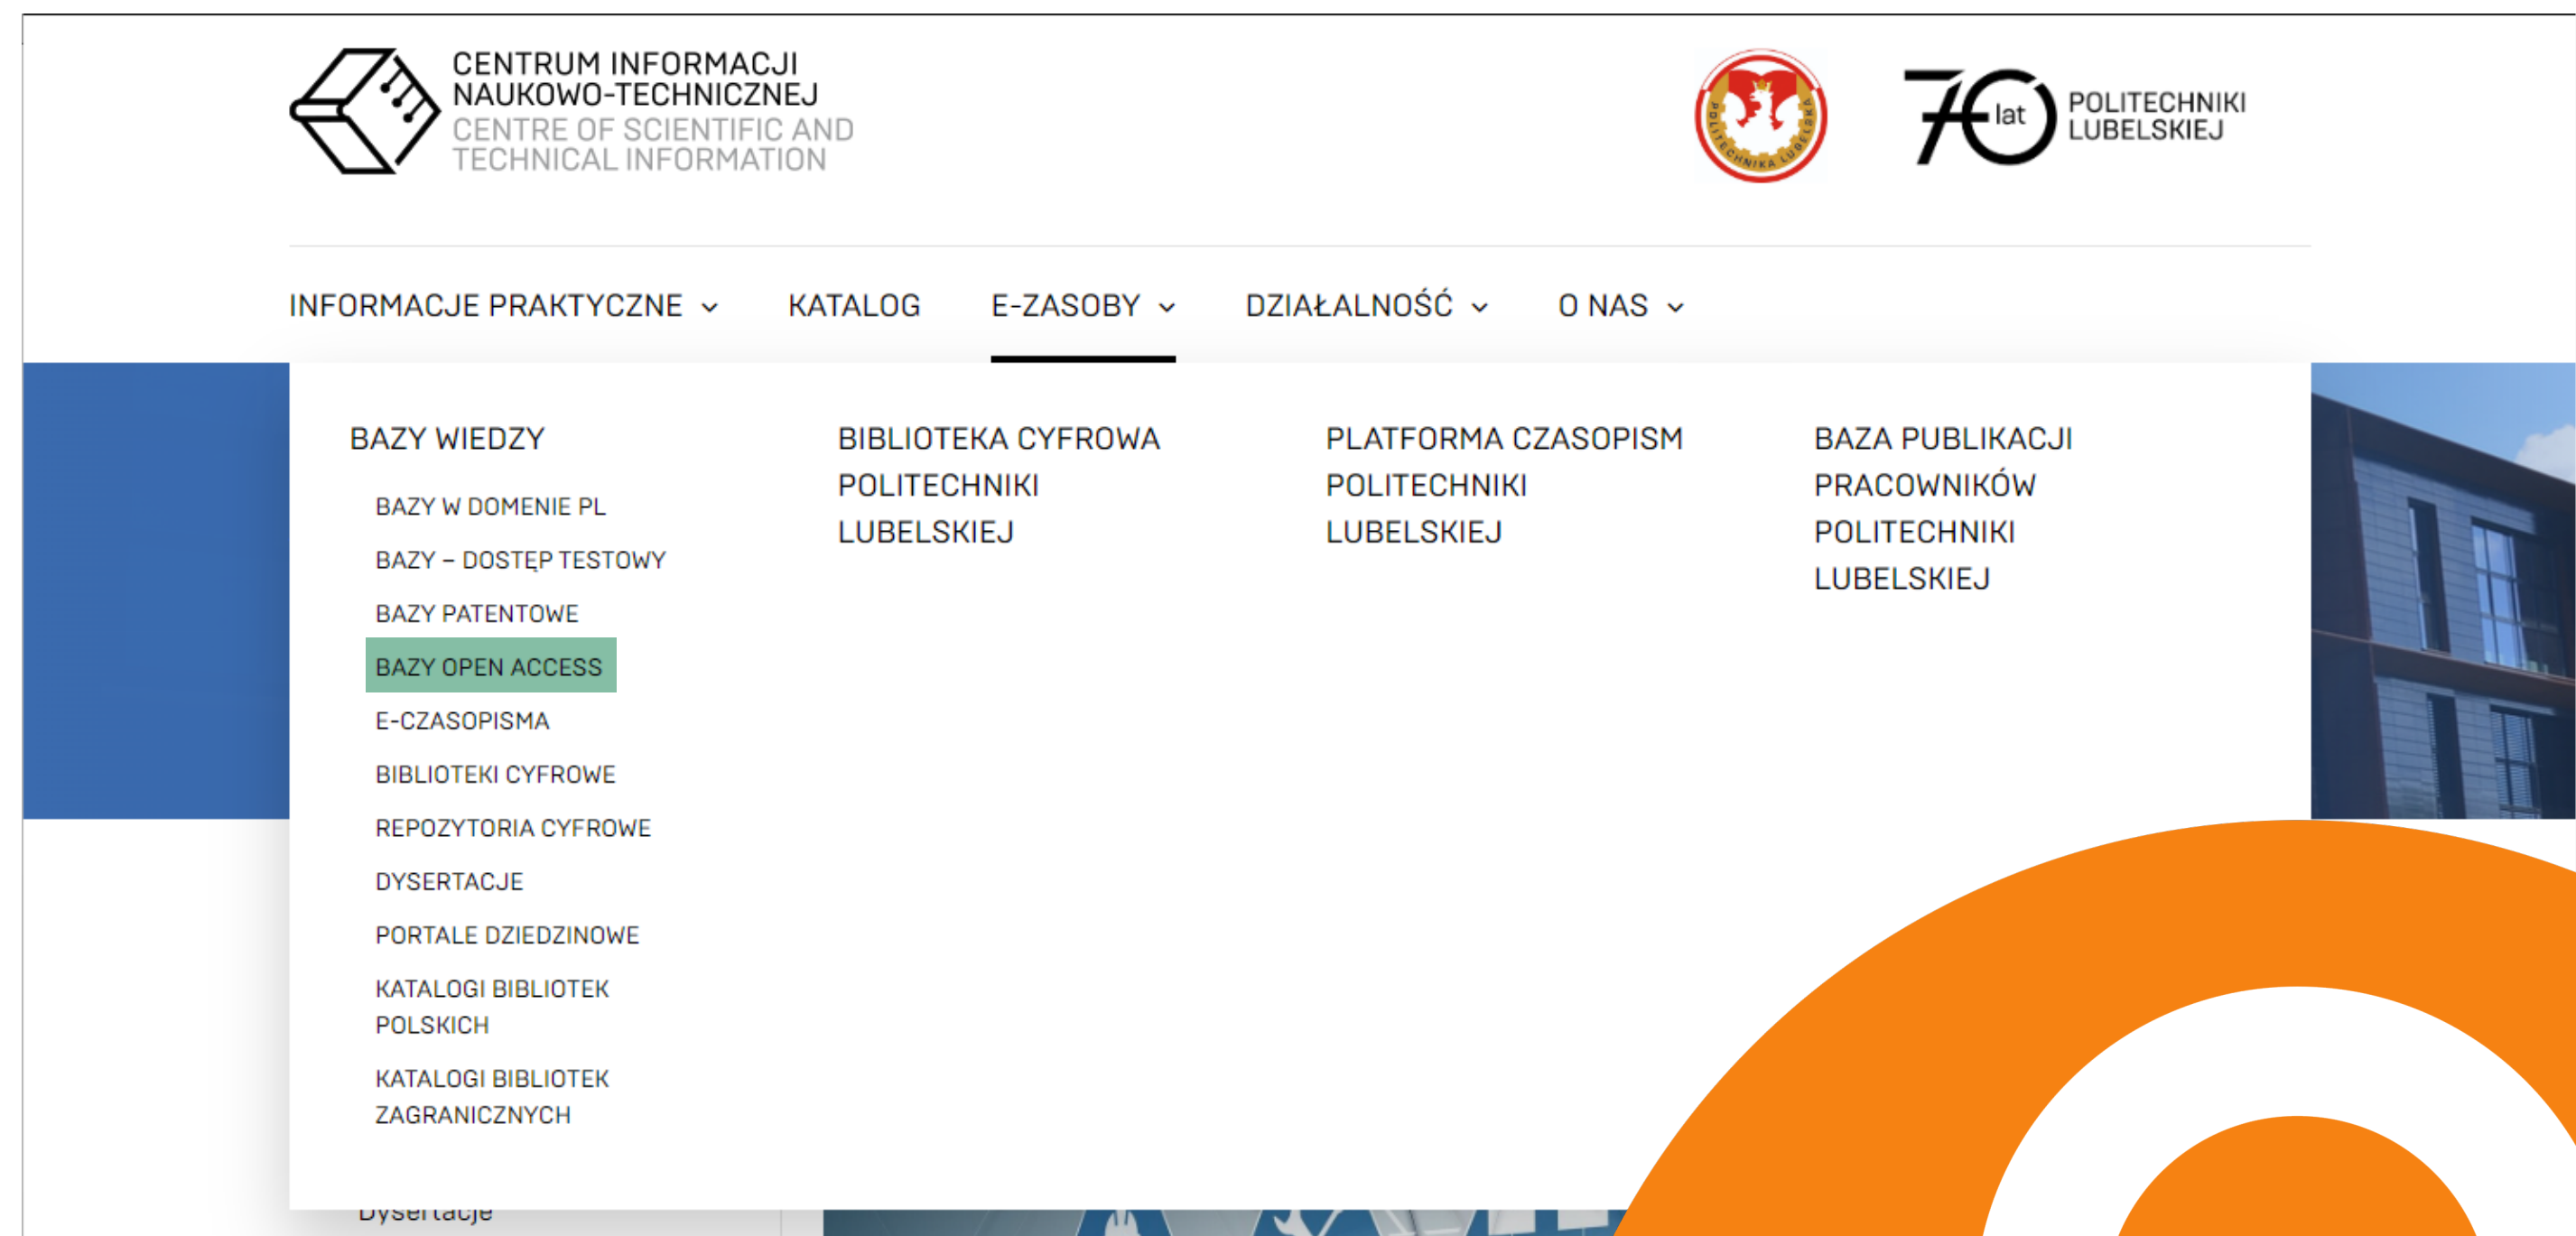 CENTRUM INFORMACJI
NAUKOWO-TECHNICZNEJ
CENTRE OF SCIENTIFIC AND
TECHNICAL INFORMATION
POLITECHNIKA LUBELSKA
70 lat
POLITECHNIKI
LUBELSKIEJ
INFORMACJE PRAKTYCZNE
KATALOG
E-ZASOBY
DZIAŁALNOŚĆ
O NAS
BAZY WIEDZY
BAZY W DOMENIE PL
BAZY – DOSTĘP TESTOWY
BAZY PATENTOWE
BAZY OPEN ACCESS
E-CZASOPISMA
BIBLIOTEKI CYFROWE
REPOZYTORIA CYFROWE
DYSERTACJE
PORTALE DZIEDZINOWE
KATALOGI BIBLIOTEK
POLSKICH
KATALOGI BIBLIOTEK
ZAGRANICZNYCH
BIBLIOTEKA CYFROWA
POLITECHNIKI
LUBELSKIEJ
PLATFORMA CZASOPISM
POLITECHNIKI
LUBELSKIEJ
BAZA PUBLIKACJI
PRACOWNIKÓW
POLITECHNIKI
LUBELSKIEJ
Dysertacje